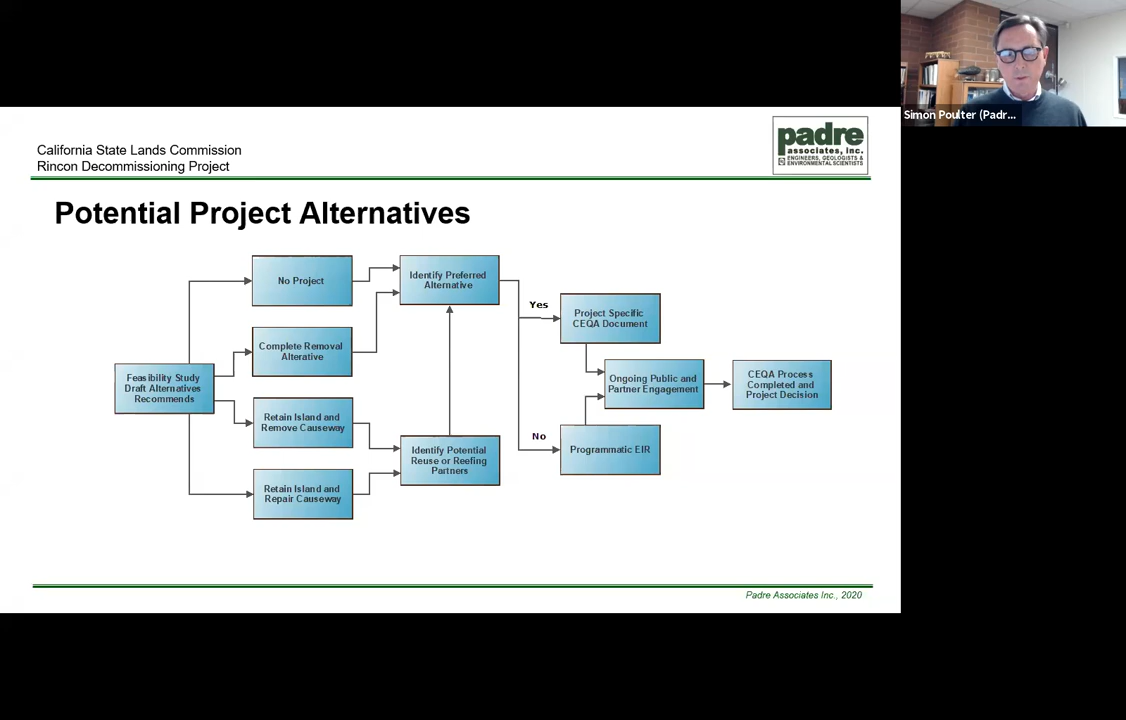 Simon Poulter (Padr...
padre
associates, inc.
ENGINEERS, GEOLOGISTS &
ENVIRONMENTAL SCIENTISTS
California State Lands Commission
Rincon Decommissioning Project
Potential Project Alternatives
No Project
Identify Preferred
Alternative
Yes
Project Specific
CEQA Document
Complete Removal
Alterative
Feasibility Study
Draft Alternatives
Recommends
Ongoing Public and
Partner Engagement
CEQA Process
Completed and
Project Decision
Retain Island and
Remove Causeway
No
Identify Potential
Reuse or Reefing
Partners
Programmatic EIR
Retain Island and
Repair Causeway
Padre Associates Inc., 2020